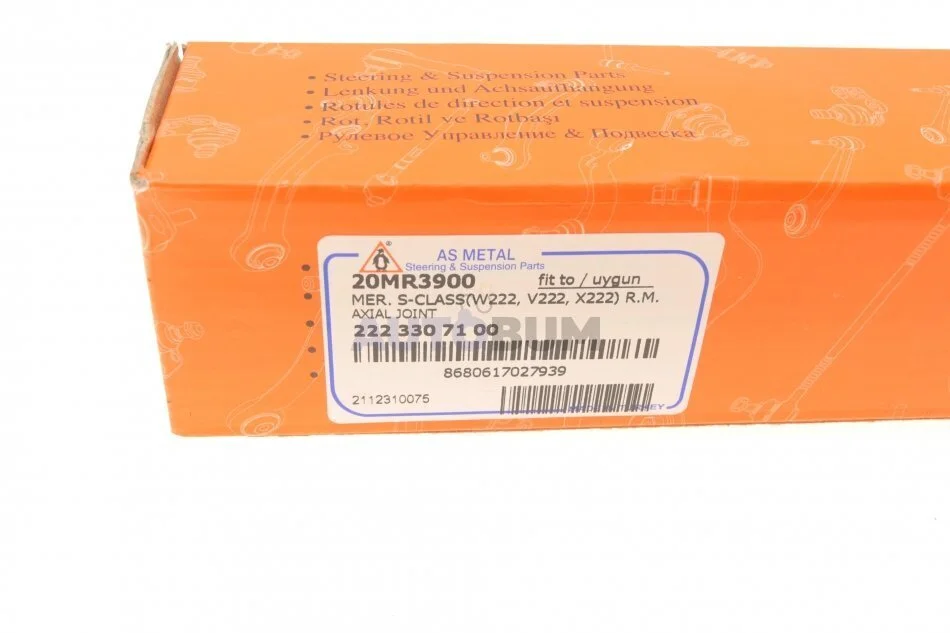 • Steering & Suspension Parts
• Lenkung und Achsaufhängung
• Rotules de direction et suspension
• Rot, Rotil ve Rotbaşı
• Рулевое Управление & Подвеска
AS METAL
Steering & Suspension Parts
20MR3900 fit to / uygun
MER. S-CLASS(W222, V222, X222) R.M.
AXIAL JOINT
222 330 71 00
AUTOBUM
8680617027939
2112310075